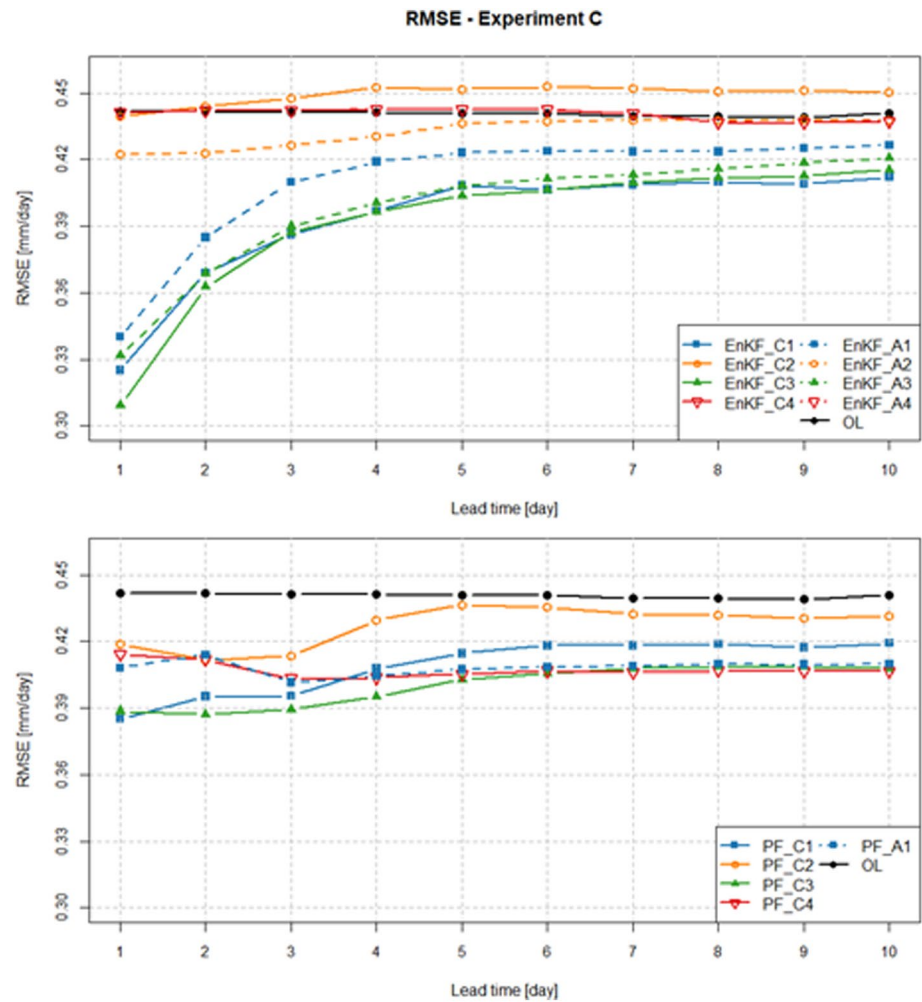 RMSE - Experiment C
RMSE [mm/day]
0.45
0.42
0.39
0.36
0.33
0.30
EnKF_C1 EnKF_A1
EnKF_C2 EnKF_A2
EnKF_C3 EnKF_A3
EnKF_C4 EnKF_A4
OL
1 2 3 4 5 6 7 8 9 10
Lead time [day]
RMSE [mm/day]
0.45
0.42
0.39
0.36
0.33
0.30
PF_C1 PF_A1
PF_C2 OL
PF_C3
PF_C4
1 2 3 4 5 6 7 8 9 10
Lead time [day]